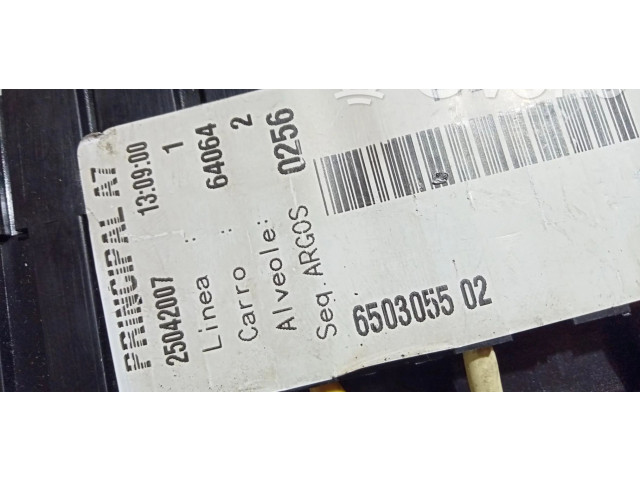 PRINCIPAL A7
25042007 13:09:00
Linea : 1
Carro : 64064
Alveole: 2
Seq.ARGOS 0256
6503055 02